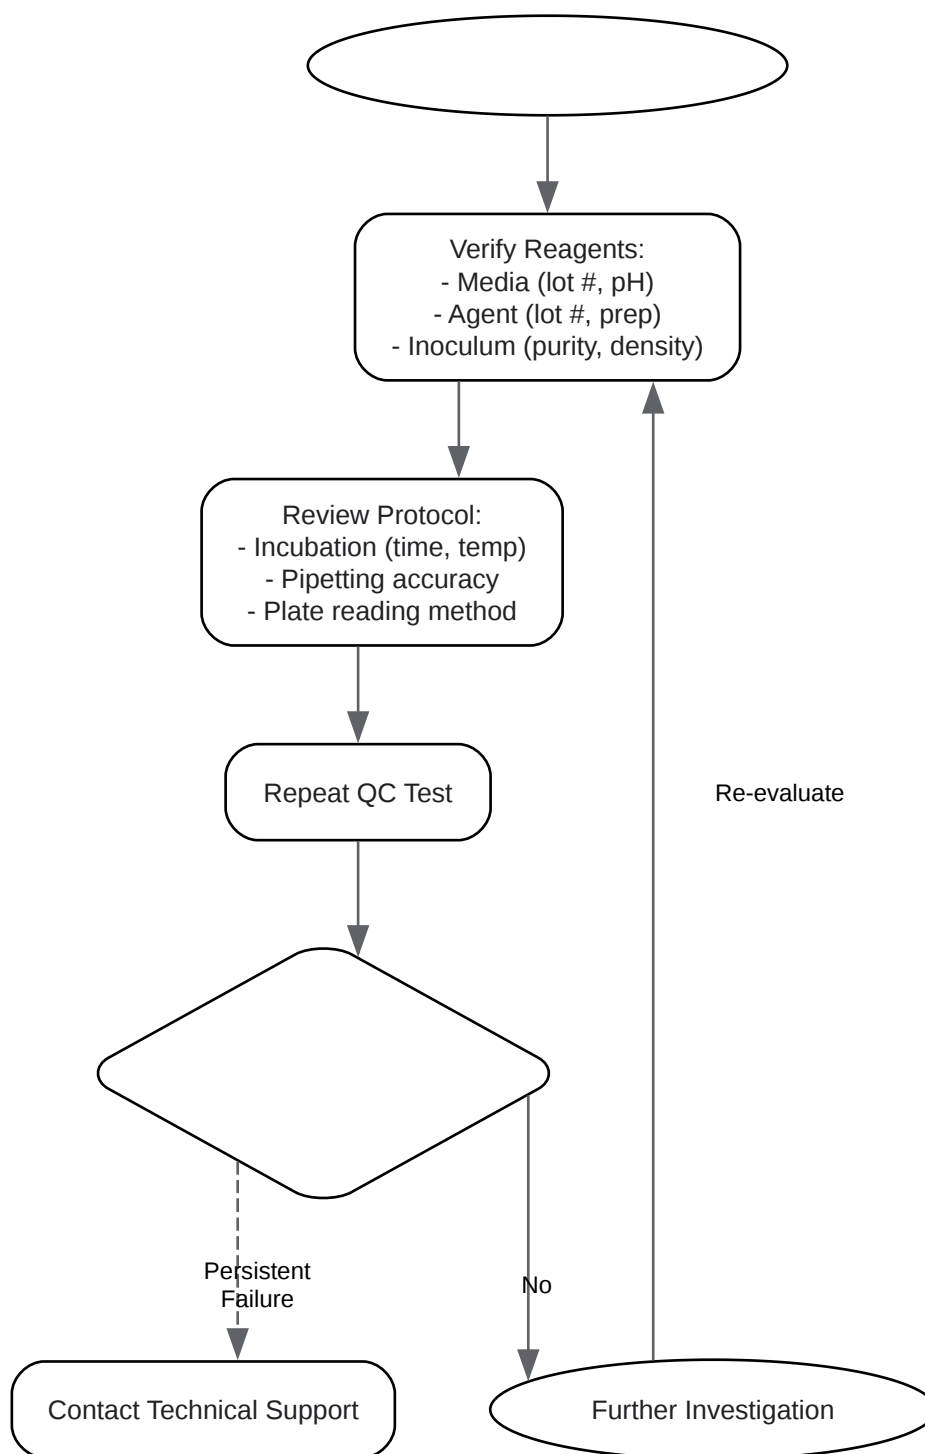 Verify Reagents:
- Media (lot #, pH)
- Agent (lot #, prep)
- Inoculum (purity, density)
Review Protocol:
- Incubation (time, temp)
- Pipetting accuracy
- Plate reading method
Repeat QC Test
Re-evaluate
Persistent
Failure
No
Contact Technical Support
Further Investigation